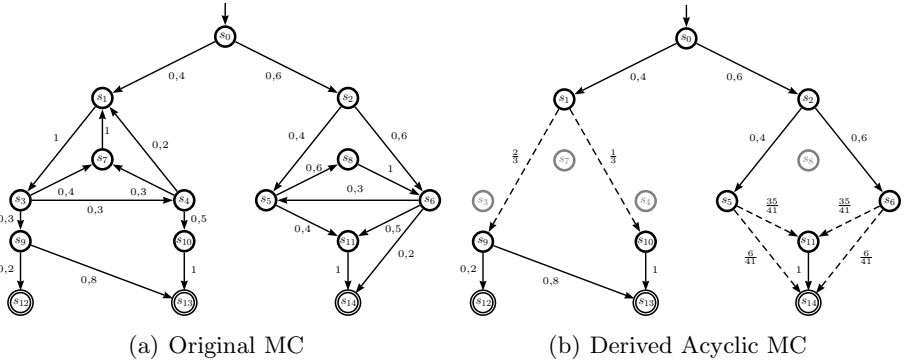 s0 s0
0,4 0,6 0,4 0,6
s1 s2 s1 s2
1 1 0,2 0,4 0,6 2/3 1/3 0,4 0,6
s7 s8 s7 s8
0,4 0,3 0,6 1
s3 s4 s5 s6 s3 s4 s5 s6
0,3 0,3 0,5 0,3 0,4 0,5 35/41 35/41
s9 s10 s11 s9 s10 s11
0,2 0,8 1 1 0,2 0,2 0,8 1 6/41 1 6/41
s12 s13 s14 s12 s13 s14
(a) Original MC (b) Derived Acyclic MC